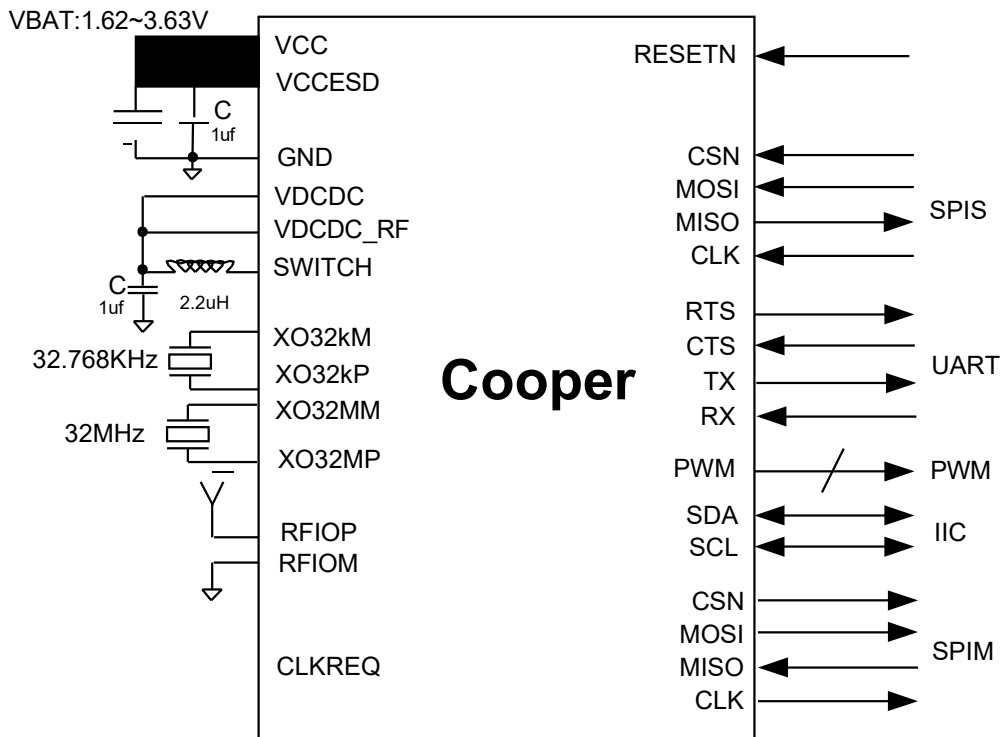 VBAT:1.62~3.63V
VCC
VCCESD
C
1uf
GND
VDCDC
VDCDC_RF
SWITCH
C
1uf
2.2uH
XO32kM
32.768KHz
XO32kP
XO32MM
32MHz
XO32MP
RFIOP
RFIOM
CLKREQ
Cooper
RESETN
CSN
MOSI
SPIS
MISO
CLK
RTS
CTS
UART
TX
RX
PWM
PWM
SDA
IIC
SCL
CSN
MOSI
SPIM
MISO
CLK